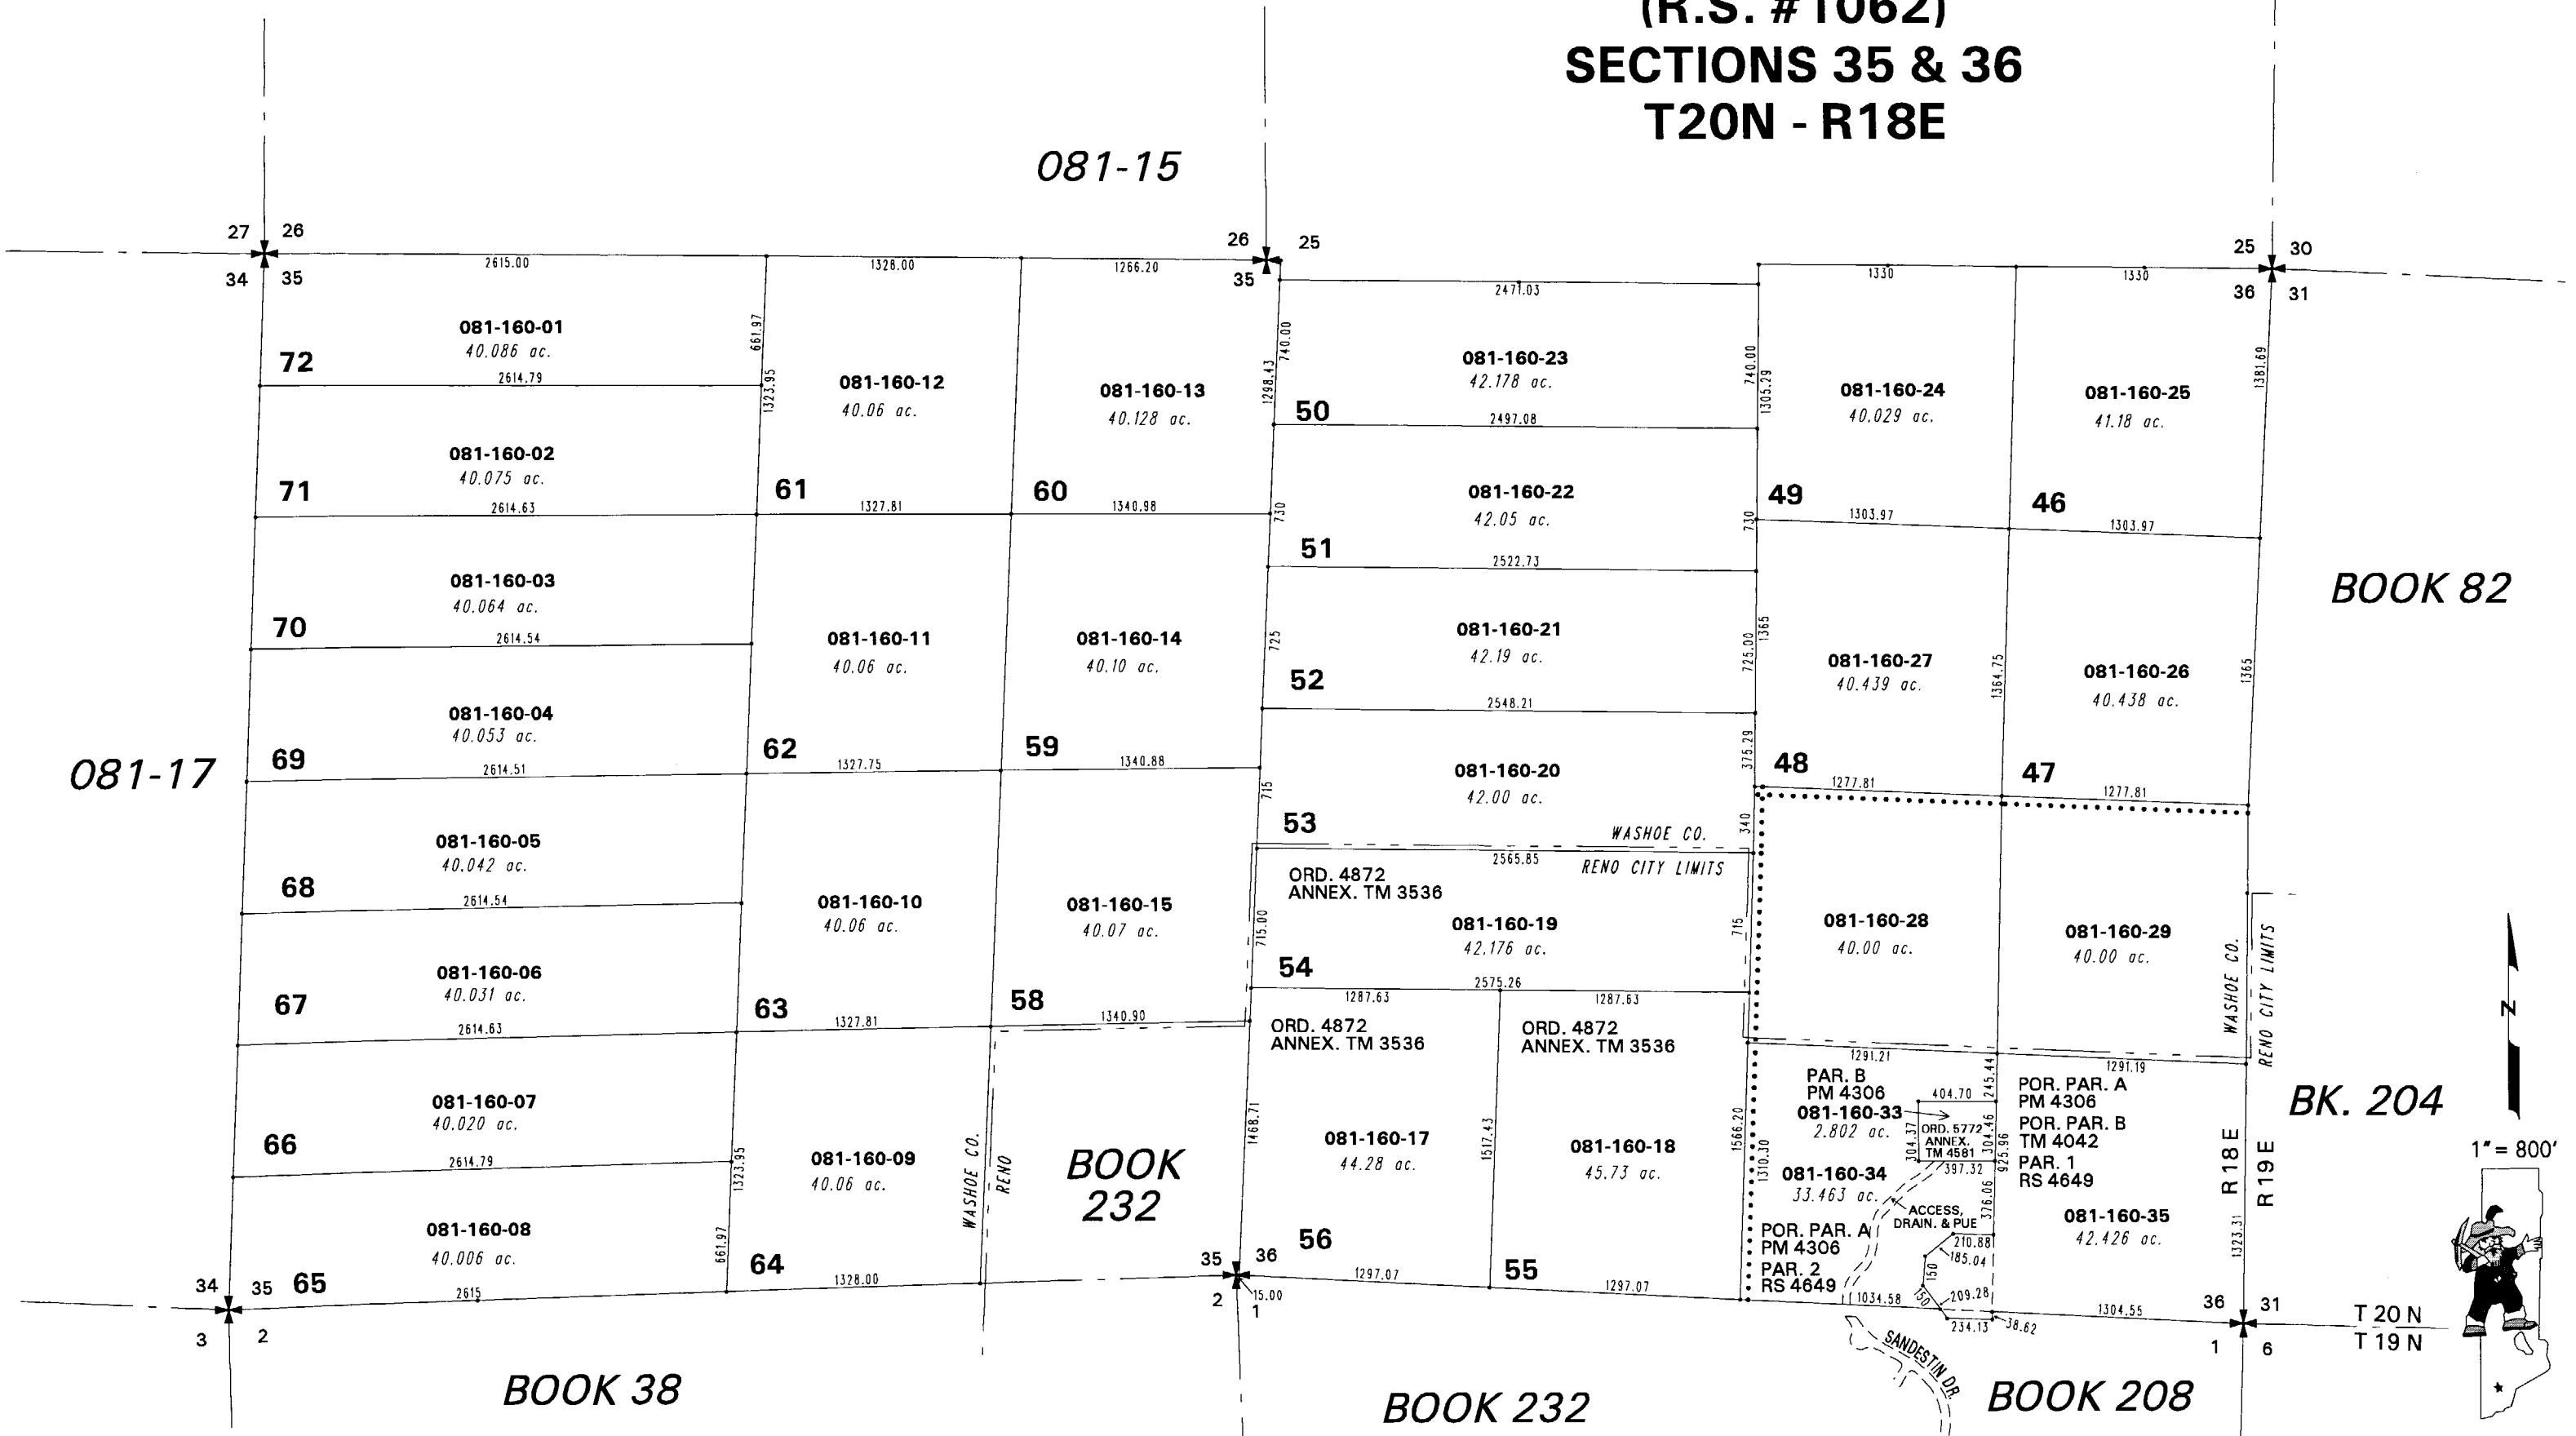 (R.S. #1062)
SECTIONS 35 & 36
T20N - R18E
081-15
27 26
34 35
26 25
35
25 30
36 31
2615.00
1328.00
1266.20
2471.03
1330
1330
081-160-01
40.086 ac.
72
2614.79
661.97
1323.95
081-160-02
40.075 ac.
71
2614.63
081-160-03
40.064 ac.
70
2614.54
081-160-04
40.053 ac.
69
2614.51
081-160-05
40.042 ac.
68
2614.54
081-160-06
40.031 ac.
67
2614.63
081-160-07
40.020 ac.
66
2614.79
081-160-08
40.006 ac.
65
2615
1323.95
661.97
081-17
081-160-12
40.06 ac.
61
1327.81
081-160-13
40.128 ac.
60
1340.98
081-160-11
40.06 ac.
62
1327.75
081-160-14
40.10 ac.
59
1340.88
081-160-10
40.06 ac.
63
1327.81
081-160-15
40.07 ac.
58
1340.90
081-160-09
40.06 ac.
64
1328.00
WASHOE CO.
RENO
BOOK
232
740.00
1298.43
730
725
715
715.00
1468.71
081-160-23
42.178 ac.
50
2497.08
740.00
1305.29
081-160-22
42.05 ac.
51
2522.73
730
081-160-21
42.19 ac.
52
2548.21
725.00
1365
081-160-20
42.00 ac.
53
375.29
340
WASHOE CO.
2565.85
RENO CITY LIMITS
ORD. 4872
ANNEX. TM 3536
081-160-19
42.176 ac.
54
715
2575.26
1287.63
1287.63
ORD. 4872
ANNEX. TM 3536
ORD. 4872
ANNEX. TM 3536
081-160-17
44.28 ac.
56
1517.43
081-160-18
45.73 ac.
55
1566.20
1310.30
1297.07
1297.07
35 36
2 1
15.00
081-160-24
40.029 ac.
49
1303.97
081-160-25
41.18 ac.
46
1303.97
1381.69
081-160-27
40.439 ac.
48
1277.81
1364.75
081-160-26
40.438 ac.
47
1277.81
1365
BOOK 82
081-160-28
40.00 ac.
081-160-29
40.00 ac.
WASHOE CO.
RENO CITY LIMITS
1291.21
1291.19
245.44
PAR. B
PM 4306
404.70
081-160-33
2.802 ac.
304.37
ORD. 5772
ANNEX.
TM 4581
304.46
925.96
397.32
081-160-34
33.463 ac.
ACCESS,
DRAIN. & PUE
376.06
POR. PAR. A
PM 4306
PAR. 2
RS 4649
210.88
185.04
150
150
209.28
1034.58
234.13
38.62
POR. PAR. A
PM 4306
POR. PAR. B
TM 4042
PAR. 1
RS 4649
081-160-35
42.426 ac.
1304.55
1323.31
R18E
R19E
BK. 204
N
1" = 800'
36 31
1 6
T 20 N
T 19 N
34 35
3 2
SANDESTIN DR.
BOOK 38
BOOK 232
BOOK 208